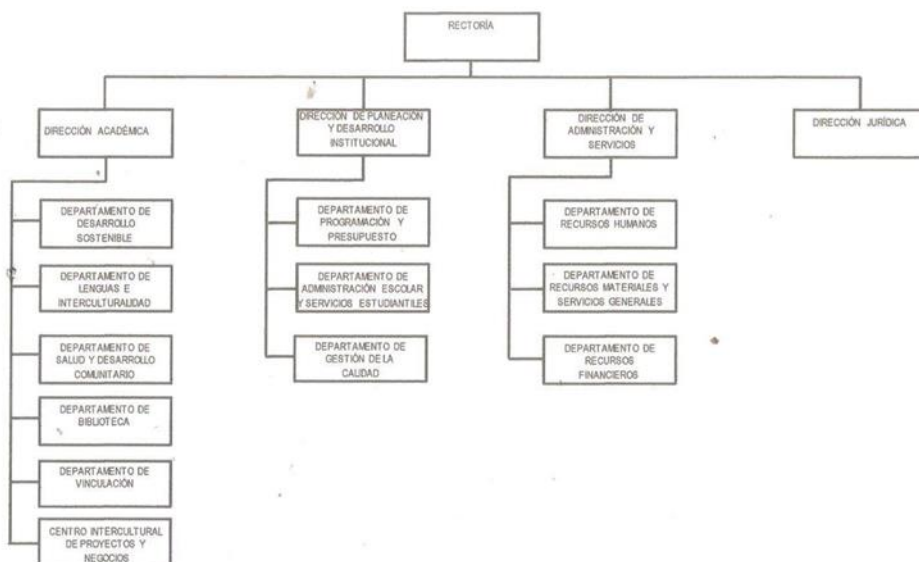 RECTORÍA
DIRECCIÓN ACADÉMICA
DIRECCIÓN DE PLANEACIÓN
Y DESARROLLO
INSTITUCIONAL
DIRECCIÓN DE
ADMINISTRACIÓN Y
SERVICIOS
DIRECCIÓN JURÍDICA
DEPARTAMENTO DE
DESARROLLO
SOSTENIBLE
DEPARTAMENTO DE
LENGUAS E
INTERCULTURALIDAD
DEPARTAMENTO DE
SALUD Y DESARROLLO
COMUNITARIO
DEPARTAMENTO DE
BIBLIOTECA
DEPARTAMENTO DE
VINCULACIÓN
CENTRO INTERCULTURAL
DE PROYECTOS Y
NEGOCIOS
DEPARTAMENTO DE
PROGRAMACIÓN Y
PRESUPUESTO
DEPARTAMENTO DE
ADMINISTRACIÓN ESCOLAR
Y SERVICIOS ESTUDIANTILES
DEPARTAMENTO DE
GESTIÓN DE LA
CAUDAD
DEPARTAMENTO DE
RECURSOS HUMANOS
DEPARTAMENTO DE
RECURSOS MATERIALES Y
SERVICIOS GENERALES
DEPARTAMENTO DE
RECURSOS
FINANCIEROS